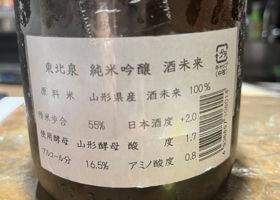 東北泉 純米吟醸 酒未来
原料米 山形県産 酒未来 100%
精米歩合 55% 日本酒度 +2.0
使用酵母 山形酵母 酸度 1.7
アルコール分 16.5% アミノ酸度 0.8